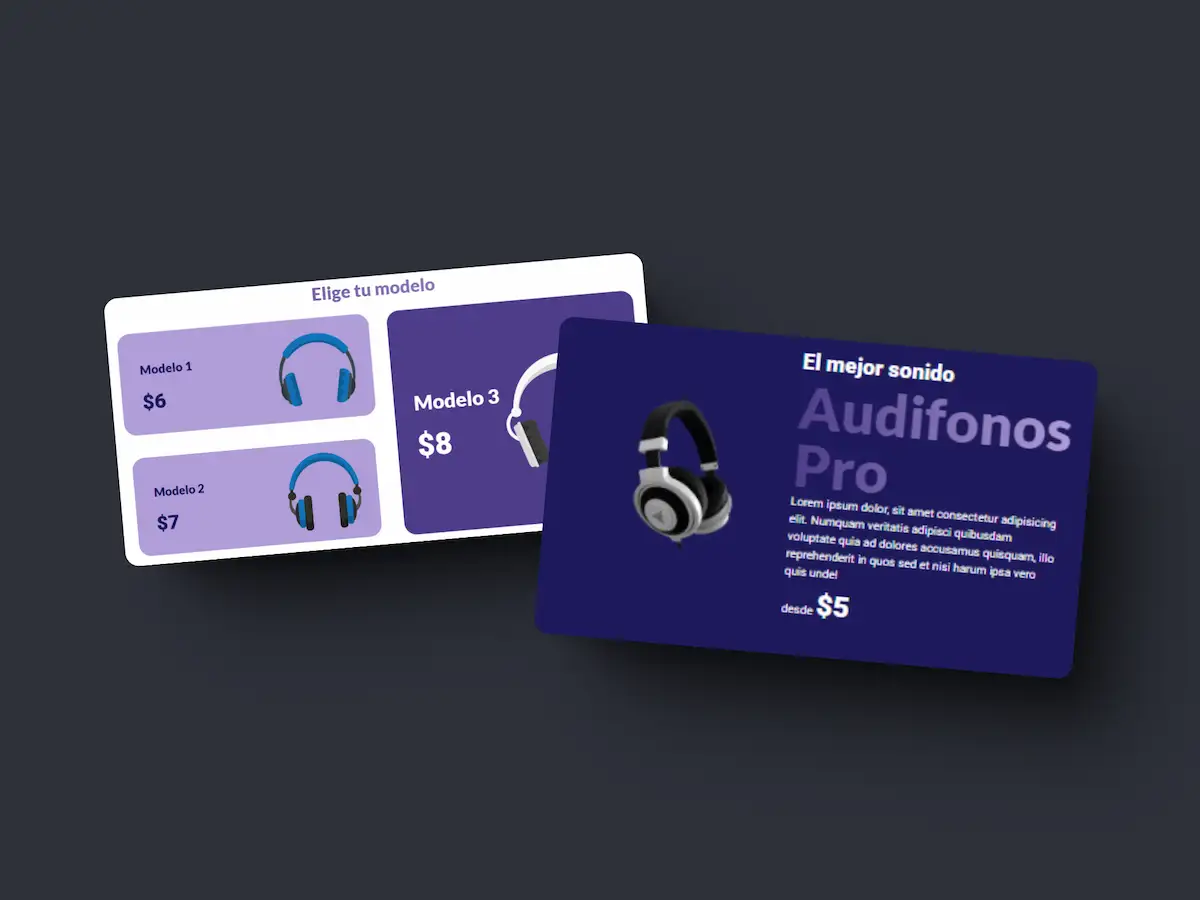 Elige tu modelo
Modelo 1
$6
Modelo 2
$7
Modelo 3
$8
El mejor sonido
Audifonos
Pro
Lorem ipsum dolor, sit amet consectetur adipisicing
elit. Numquam veritatis adipisci quibusdam
voluptate quia ad dolores accusamus quisquam, illo
reprehenderit in quos sed et nisi harum ipsa vero
quis unde!
desde $5